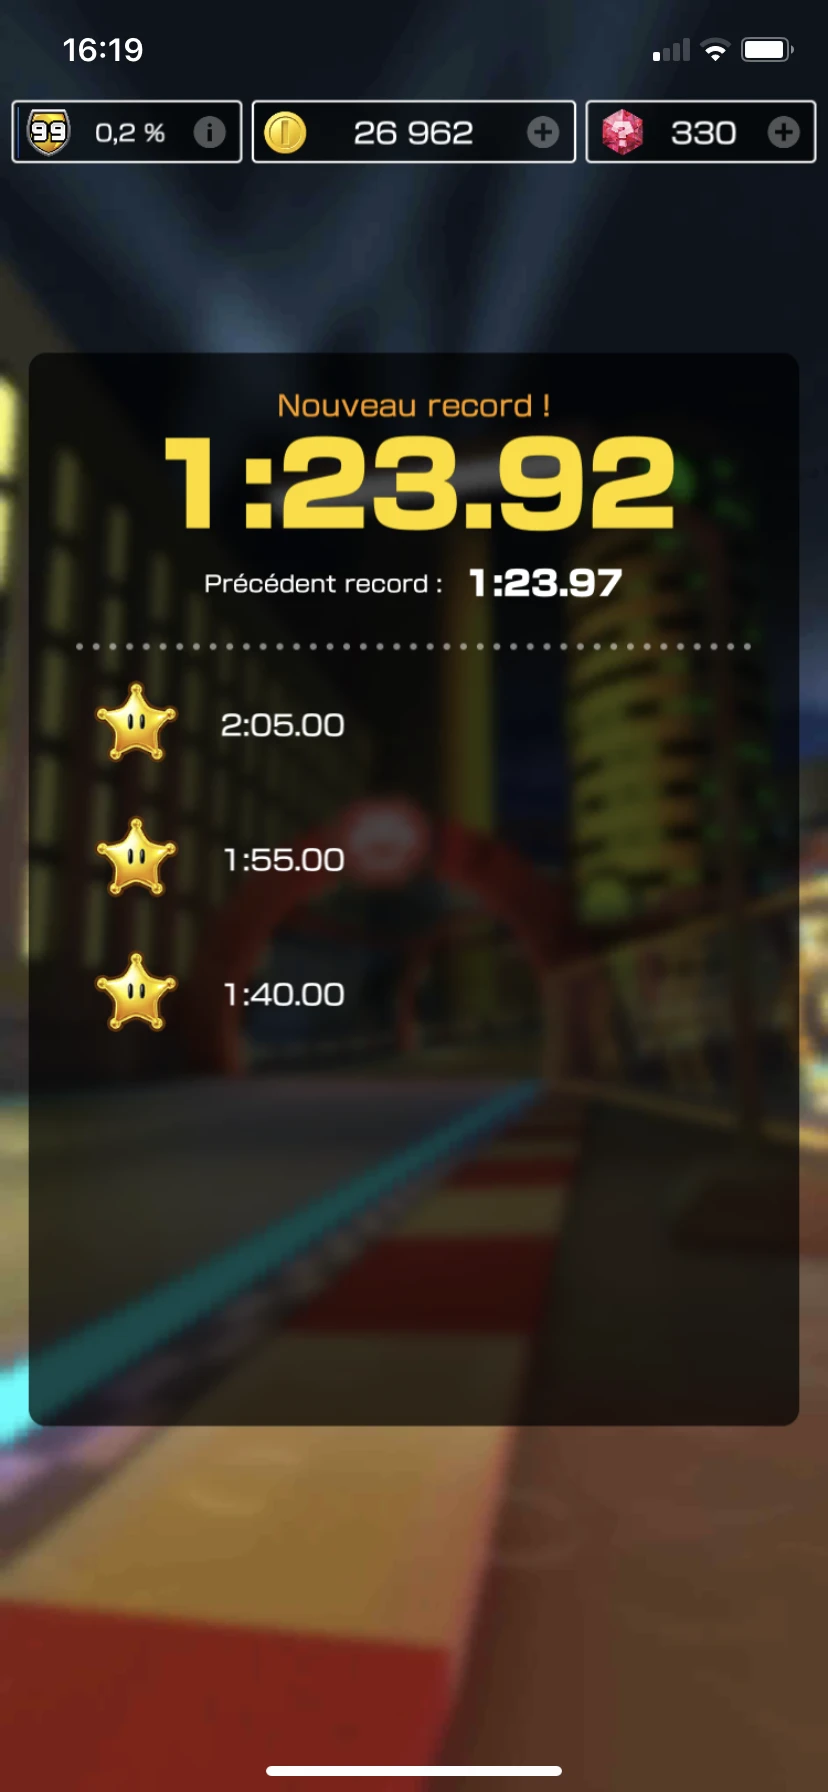 16:19
99 0,2 % i 26 962 + ? 330 +
Nouveau record !
1:23.92
Précédent record : 1:23.97
2:05.00
1:55.00
1:40.00